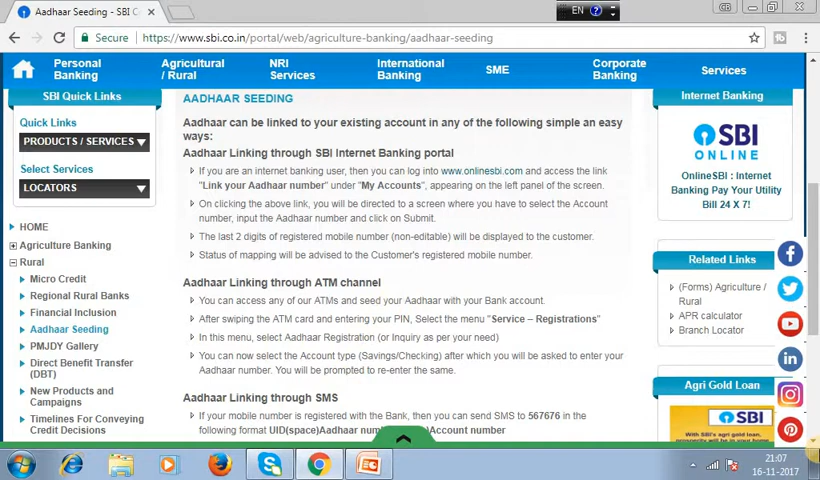 Aadhaar Seeding - SBI C
EN
Secure
https://www.sbi.co.in/portal/web/agriculture-banking/aadhaar-seeding
Personal Banking
Agricultural / Rural
NRI Services
International Banking
SME
Corporate Banking
Services
SBI Quick Links
Quick Links
PRODUCTS / SERVICES
Select Services
LOCATORS
HOME
Agriculture Banking
Rural
Micro Credit
Regional Rural Banks
Financial Inclusion
Aadhaar Seeding
PMJDY Gallery
Direct Benefit Transfer
(DBT)
New Products and
Campaigns
Timelines For Conveying
Credit Decisions
AADHAAR SEEDING
Aadhaar can be linked to your existing account in any of the following simple an easy
ways:
Aadhaar Linking through SBI Internet Banking portal
If you are an internet banking user, then you can log into www.onlinesbi.com and access the link
"Link your Aadhaar number" under "My Accounts", appearing on the left panel of the screen.
On clicking the above link, you will be directed to a screen where you have to select the Account
number, input the Aadhaar number and click on Submit.
The last 2 digits of registered mobile number (non-editable) will be displayed to the customer.
Status of mapping will be advised to the Customer's registered mobile number.
Aadhaar Linking through ATM channel
You can access any of our ATMs and seed your Aadhaar with your Bank account.
After swiping the ATM card and entering your PIN, Select the menu "Service – Registrations"
In this menu, select Aadhaar Registration (or Inquiry as per your need)
You can now select the Account type (Savings/Checking) after which you will be asked to enter your
Aadhaar number. You will be prompted to re-enter the same.
Aadhaar Linking through SMS
If your mobile number is registered with the Bank, then you can send SMS to 567676 in the
following format UID(space)Aadhaar Account number
Internet Banking
SBI
ONLINE
OnlineSBI : Internet
Banking Pay Your Utility
Bill 24 X 7!
Related Links
(Forms) Agriculture /
Rural
APR calculator
Branch Locator
Agri Gold Loan
SBI
With SBI's agri gold loan,
21:07
16-11-2017